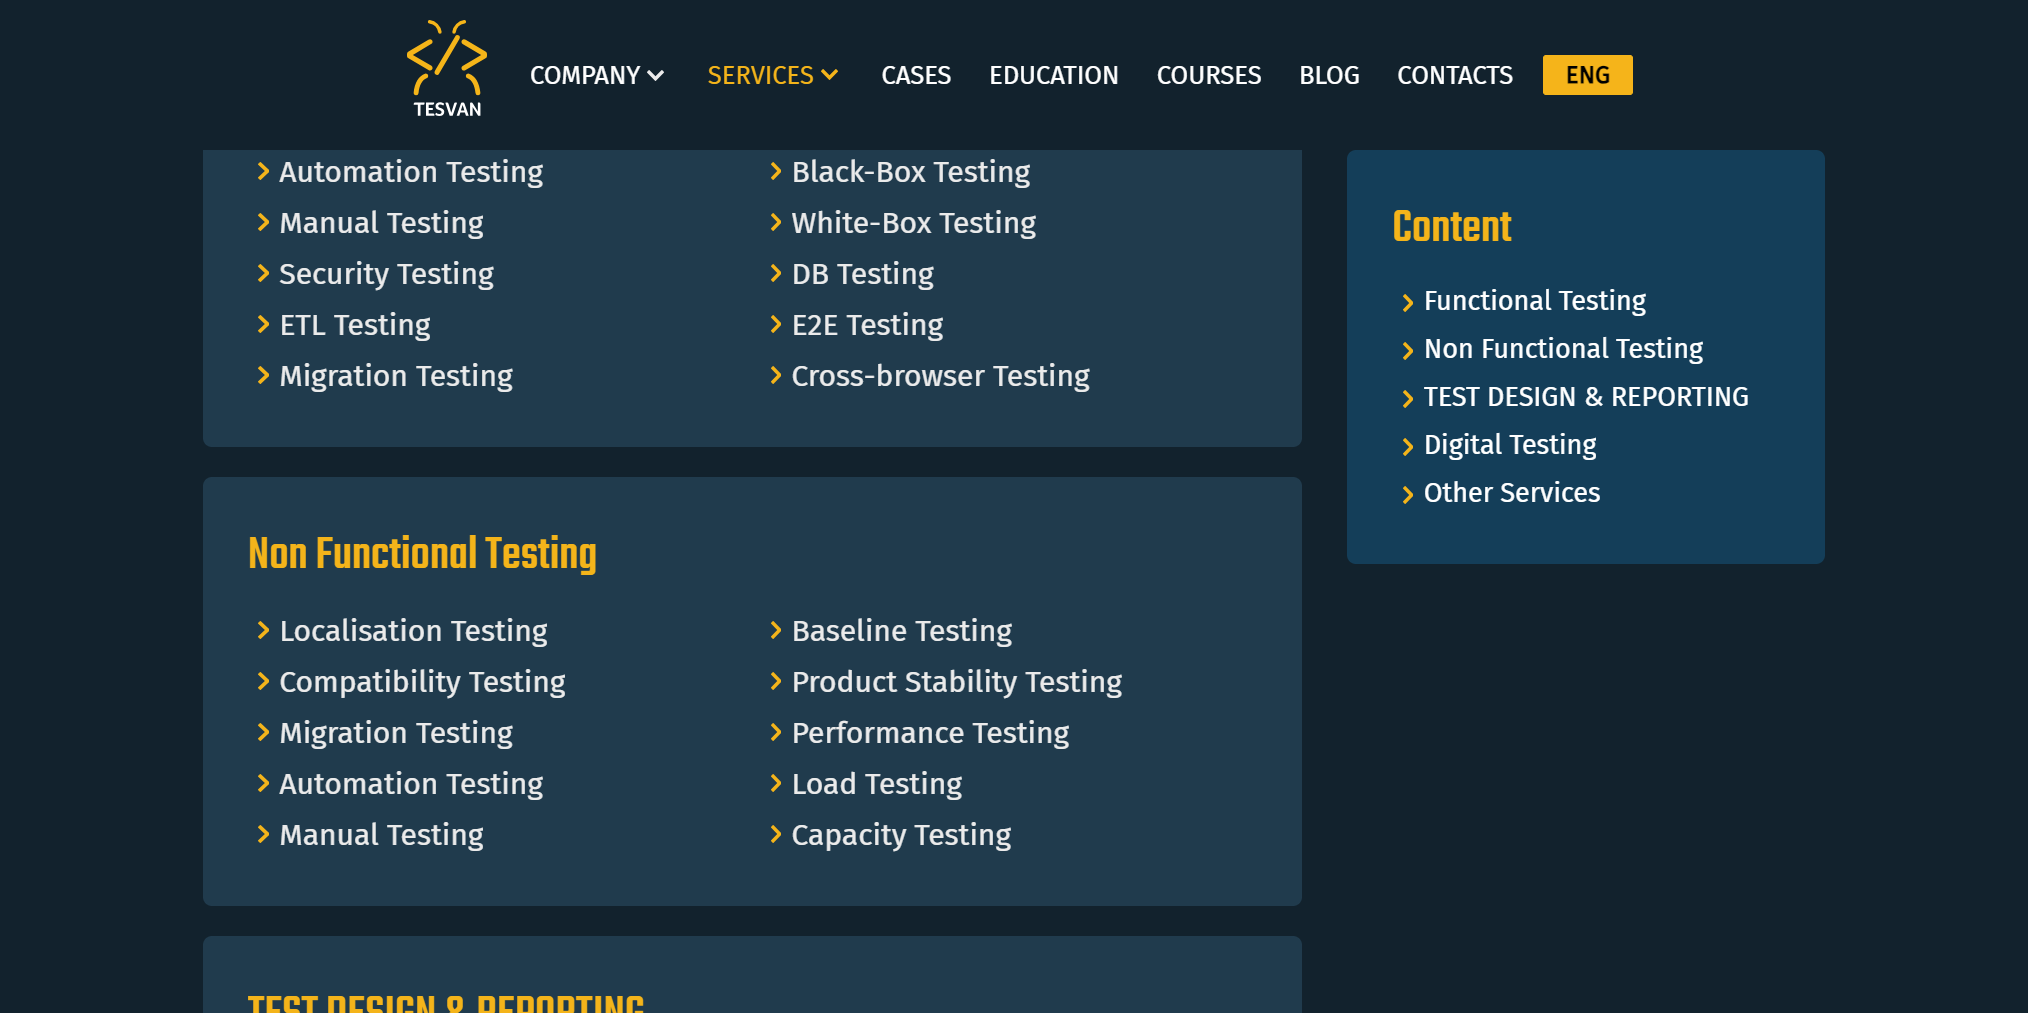 TESVAN
COMPANY
SERVICES
CASES
EDUCATION
COURSES
BLOG
CONTACTS
ENG
Automation Testing
Manual Testing
Security Testing
ETL Testing
Migration Testing
Black-Box Testing
White-Box Testing
DB Testing
E2E Testing
Cross-browser Testing
Non Functional Testing
Localisation Testing
Compatibility Testing
Migration Testing
Automation Testing
Manual Testing
Baseline Testing
Product Stability Testing
Performance Testing
Load Testing
Capacity Testing
TEST DESIGN & REPORTING
Content
Functional Testing
Non Functional Testing
TEST DESIGN & REPORTING
Digital Testing
Other Services